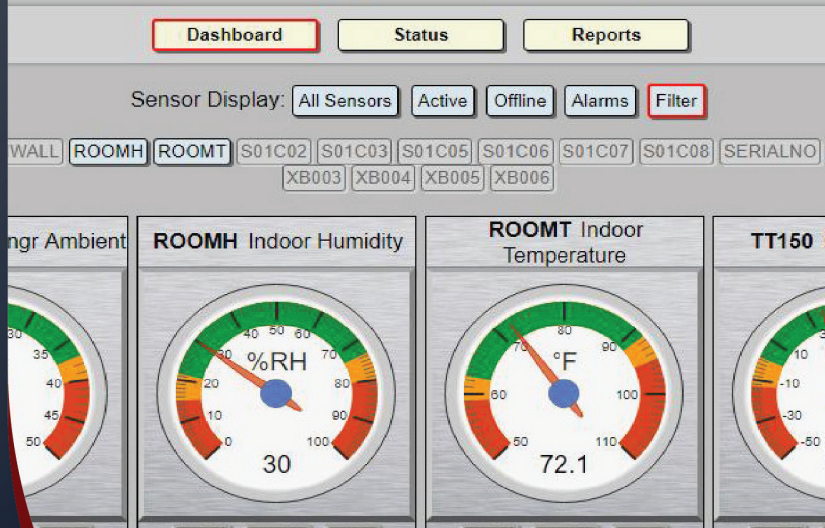 Dashboard Status Reports
Sensor Display: All Sensors Active Offline Alarms Filter
WALL ROOMH ROOMT S01C02 S01C03 S01C05 S01C06 S01C07 S01C08 SERIALNO
XB003 XB004 XB005 XB006
ngr Ambient
30
35
40
45
50
ROOMH Indoor Humidity
0 10 20 30 40 50 60 70 80 90 100
%RH
30
ROOMT Indoor
Temperature
50 60 70 80 90 100 110
°F
72.1
TT150
10
-10
-30
-50